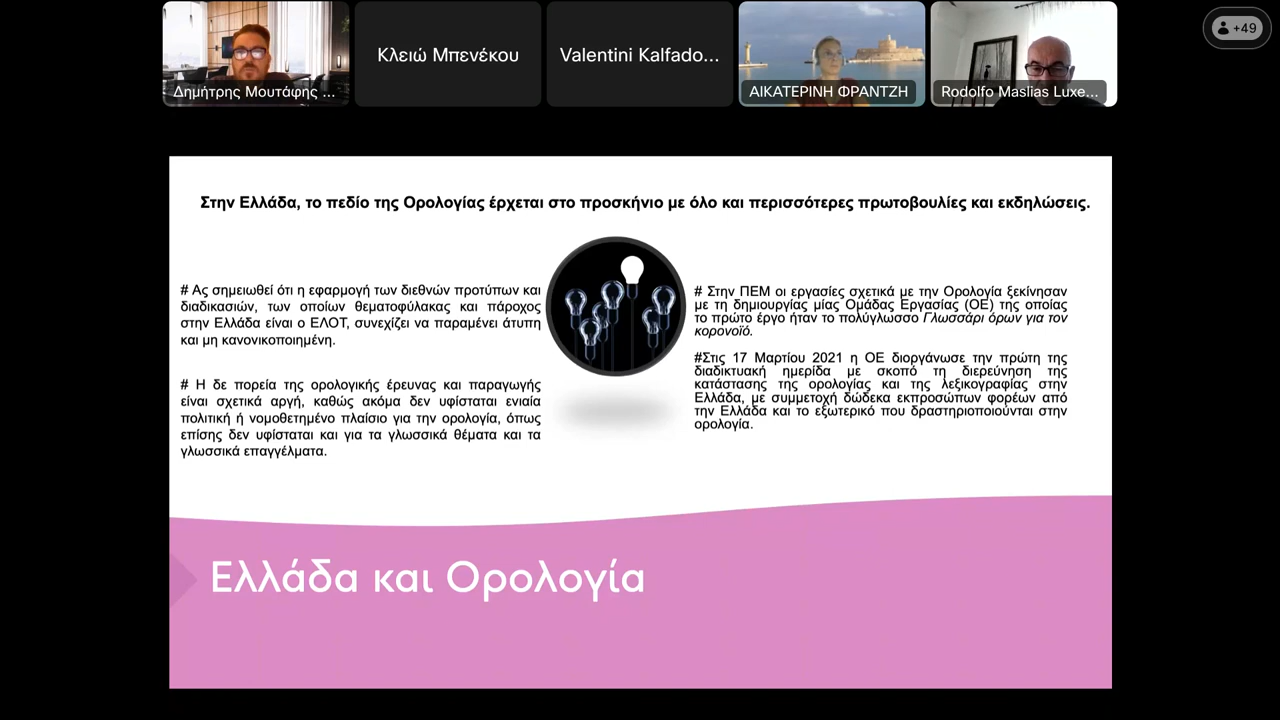 Δημήτρης Μουτάφης ...
Κλειώ Μπενέκου
Valentini Kalfado...
ΑΙΚΑΤΕΡΙΝΗ ΦΡΑΝΤΖΗ
Rodolfo Maslias Luxe...
+49
Στην Ελλάδα, το πεδίο της Ορολογίας έρχεται στο προσκήνιο με όλο και περισσότερες πρωτοβουλίες και εκδηλώσεις.
# Ας σημειωθεί ότι η εφαρμογή των διεθνών προτύπων και
διαδικασιών, των οποίων θεματοφύλακας και πάροχος
στην Ελλάδα είναι ο ΕΛΟΤ, συνεχίζει να παραμένει άτυπη
και μη κανονικοποιημένη.
# Η δε πορεία της ορολογικής έρευνας και παραγωγής
είναι σχετικά αργή, καθώς ακόμα δεν υφίσταται ενιαία
πολιτική ή νομοθετημένο πλαίσιο για την ορολογία, όπως
επίσης δεν υφίσταται και για τα γλωσσικά θέματα και τα
γλωσσικά επαγγέλματα.
# Στην ΠΕΜ οι εργασίες σχετικά με την Ορολογία ξεκίνησαν
με τη δημιουργίας μίας Ομάδας Εργασίας (ΟΕ) της οποίας
το πρώτο έργο ήταν το πολύγλωσσο Γλωσσάρι όρων για τον
κορονοϊό.
#Στις 17 Μαρτίου 2021 η ΟΕ διοργάνωσε την πρώτη της
διαδικτυακή ημερίδα με σκοπό τη διερεύνηση της
κατάστασης της ορολογίας και της λεξικογραφίας στην
Ελλάδα, με συμμετοχή δώδεκα εκπροσώπων φορέων από
την Ελλάδα και το εξωτερικό που δραστηριοποιούνται στην
ορολογία.
Ελλάδα και Ορολογία